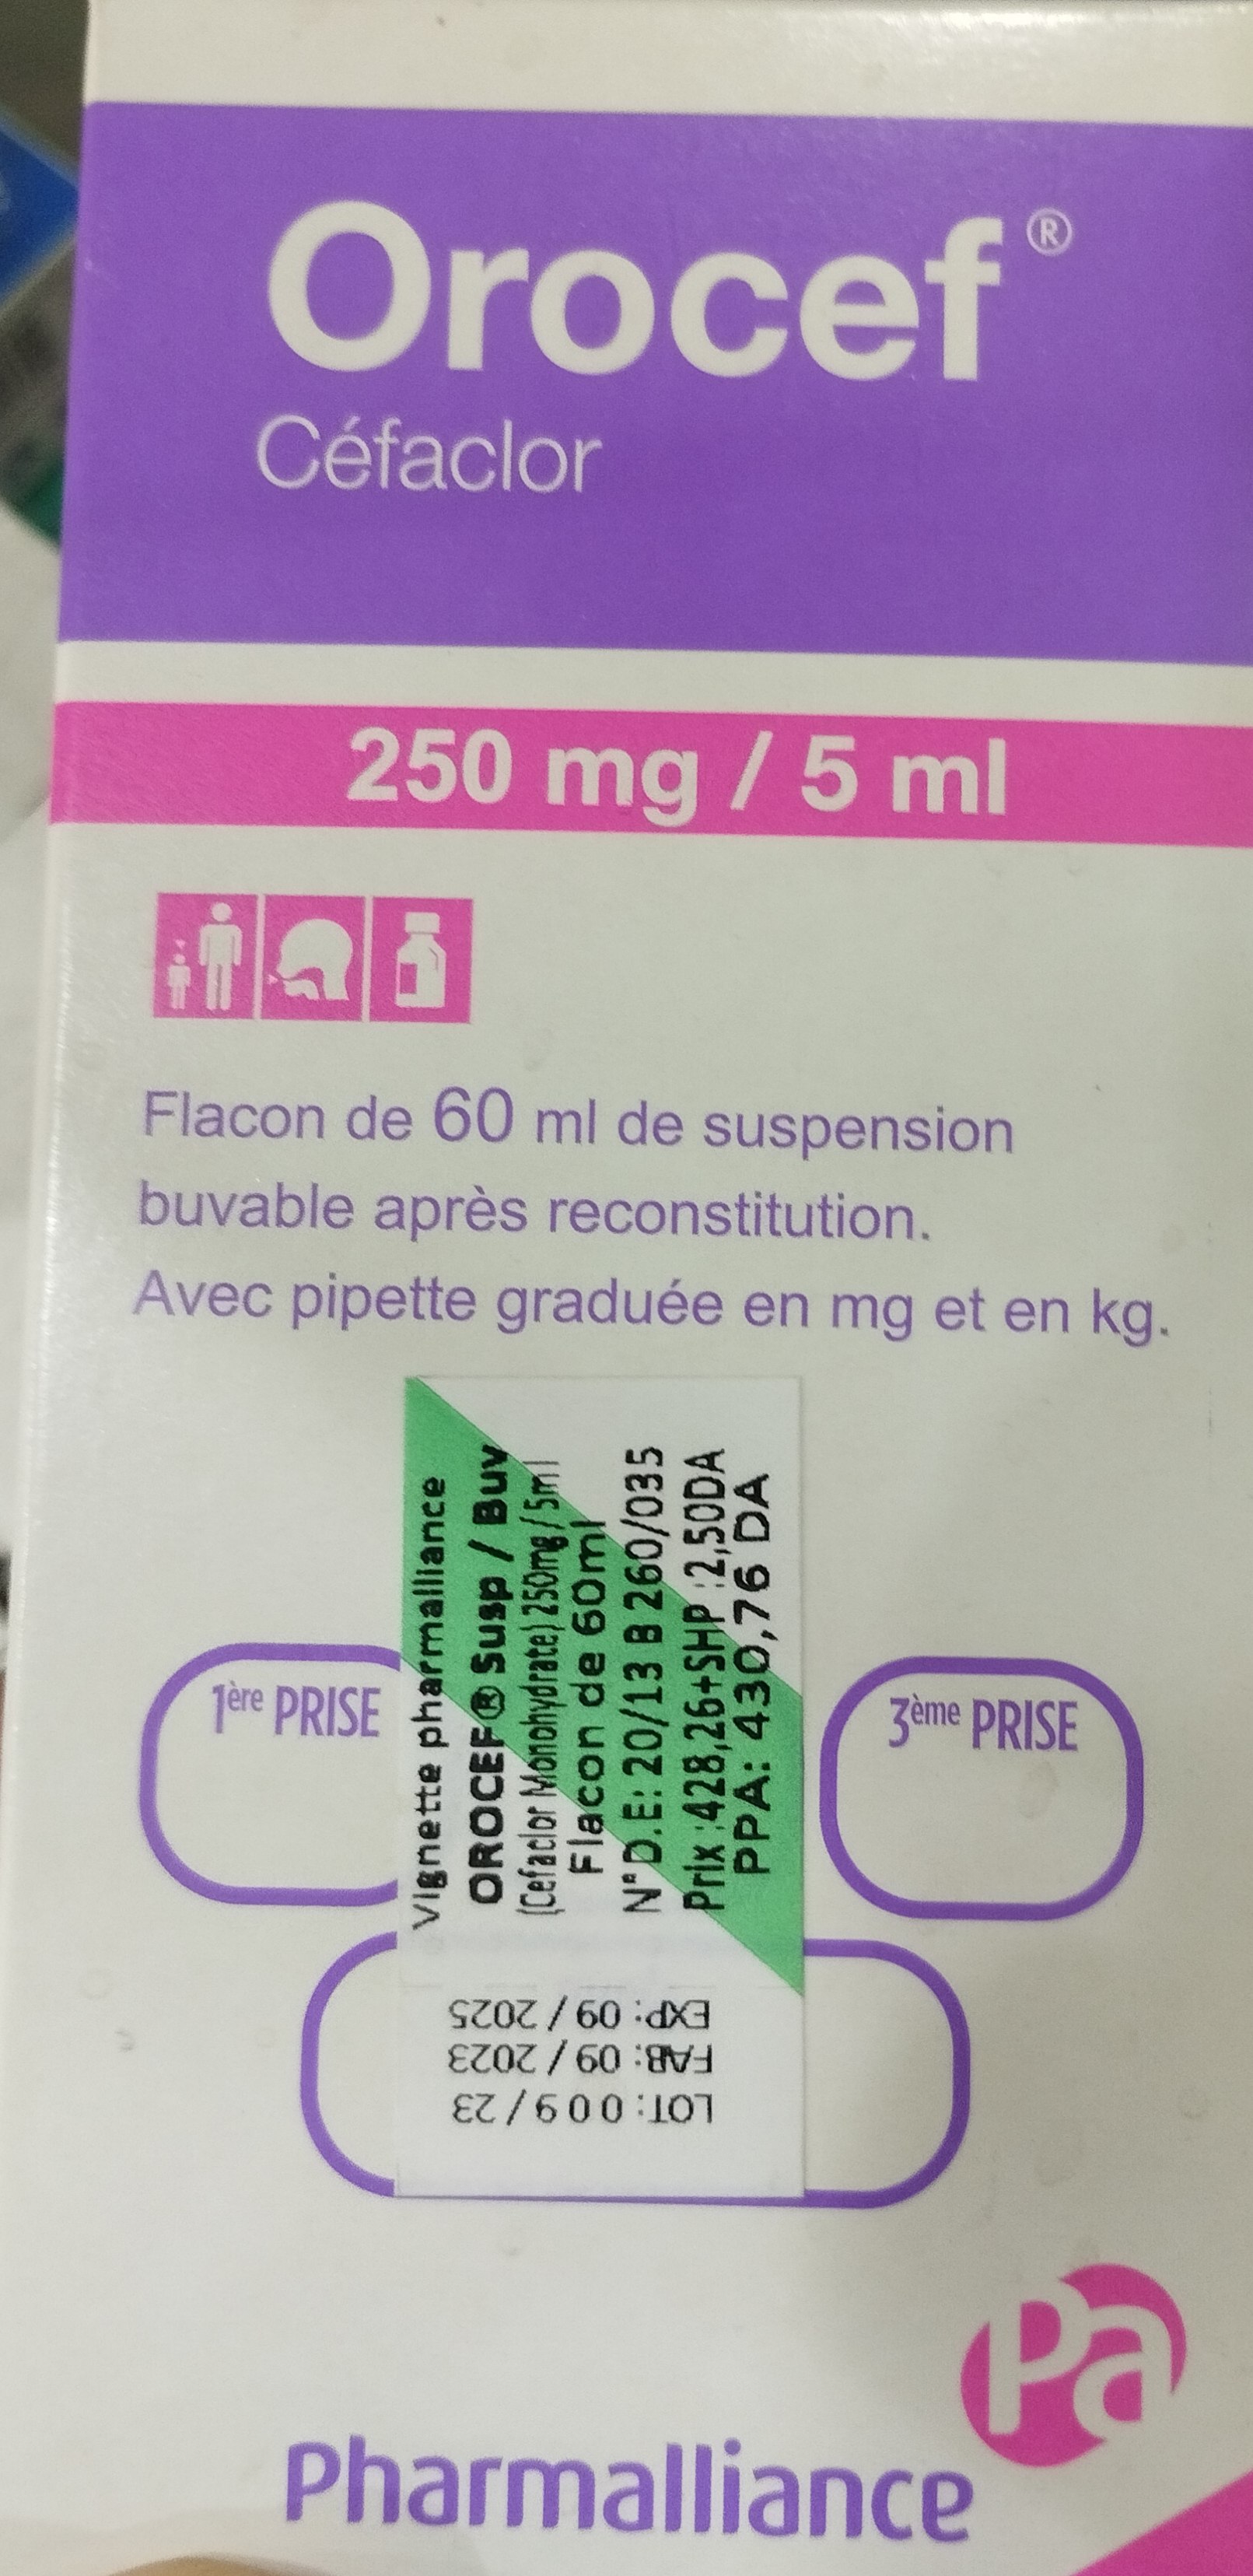 Orocef®
Céfaclor
250 mg / 5 ml
Flacon de 60 ml de suspension
buvable après reconstitution.
Avec pipette graduée en mg et en kg.
1ère PRISE
Vignette pharmalliance
OROCEF® Susp / Buv
(Cefaclor Monohydrate) 250mg / 5ml
Flacon de 60ml
N°D.E: 20/13 B 260/035
Prix :428,26+SHP :2,50DA
PPA: 430,76 DA
3ème PRISE
LOT: 009/23
FAB: 09 / 2023
EXP: 09 / 2025
Pa
Pharmalliance